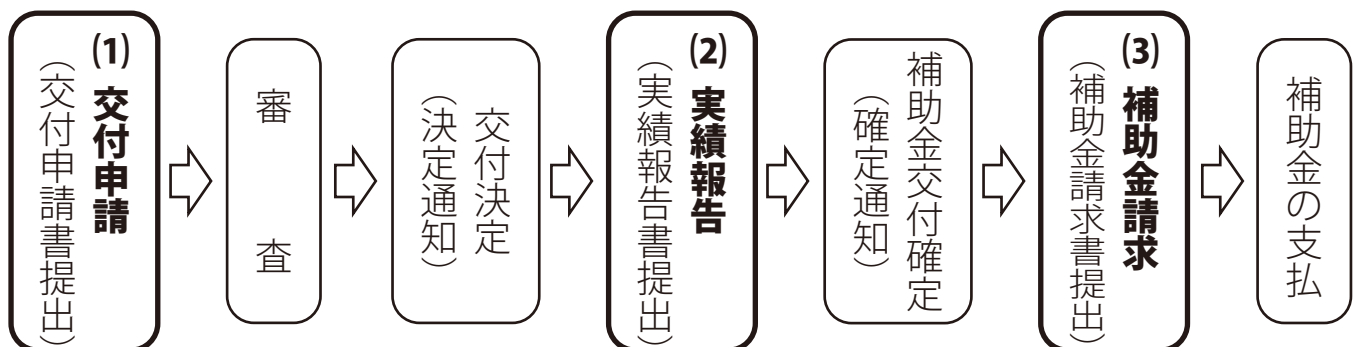 (1) 交付申請
（交付申請書提出）
審査
交付決定
（決定通知）
(2) 実績報告
（実績報告書提出）
補助金交付確定
（確定通知）
(3) 補助金請求
（補助金請求書提出）
補助金の支払